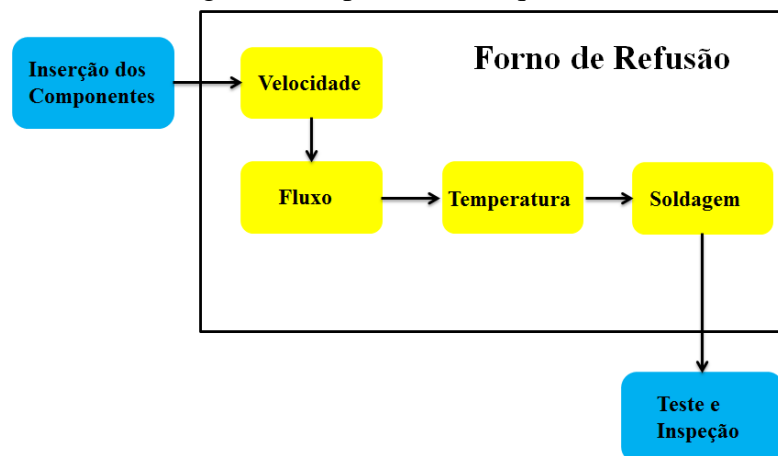 Forno de Refusão
Inserção dos
Componentes
Velocidade
Fluxo
Temperatura
Soldagem
Teste e
Inspeção